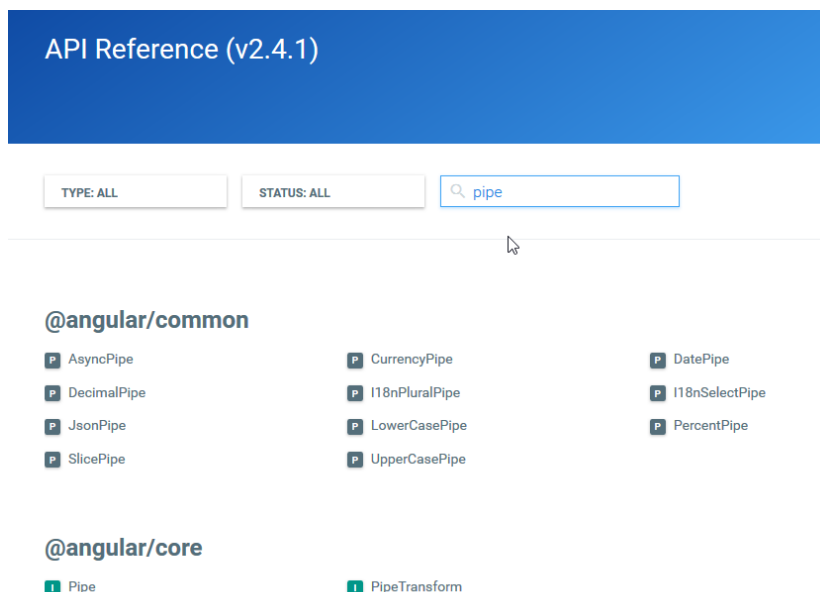 API Reference (v2.4.1)
TYPE: ALL
STATUS: ALL
pipe
@angular/common
P AsyncPipe
P CurrencyPipe
P DatePipe
P DecimalPipe
P I18nPluralPipe
P I18nSelectPipe
P JsonPipe
P LowerCasePipe
P PercentPipe
P SlicePipe
P UpperCasePipe
@angular/core
I Pipe
I PipeTransform